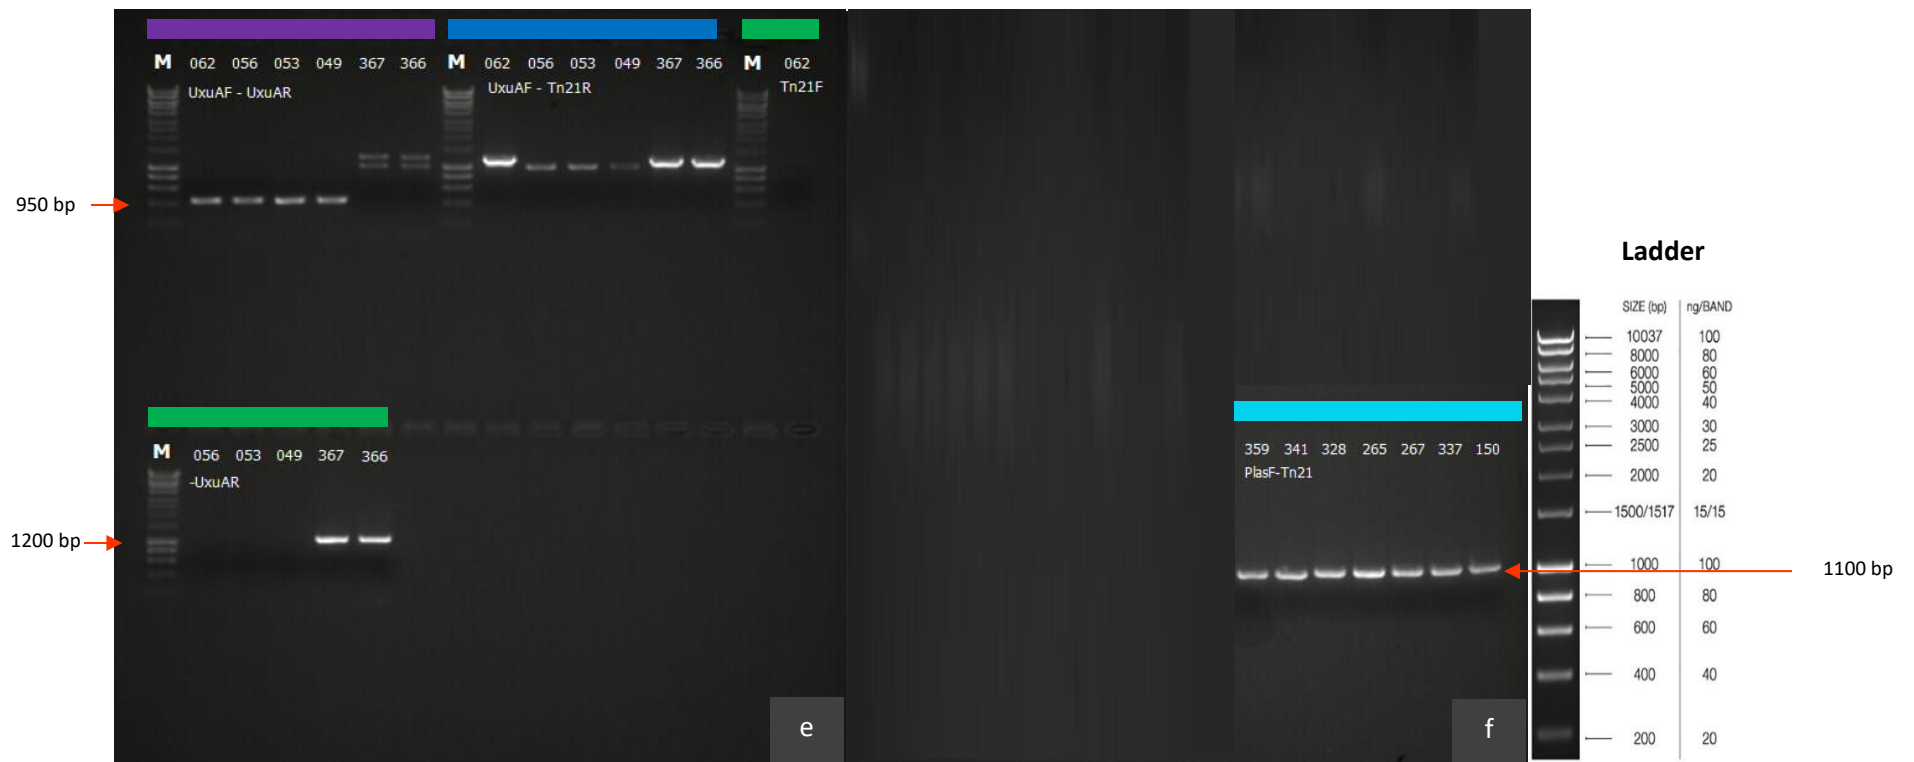 M 062 056 053 049 367 366 M 062 056 053 049 367 366 M 062
UxuAF - UxuAR UxuAF - Tn21R Tn21F
950 bp
Ladder
SIZE (bp) ng/BAND
10037 100
8000 80
6000 60
5000 50
4000 40
3000 30
2500 25
2000 20
1500/1517 15/15
1000 100
800 80
600 60
400 40
200 20
M 056 053 049 367 366
-UxuAR
1200 bp
359 341 328 265 267 337 150
PlasF-Tn21
1100 bp
e
f